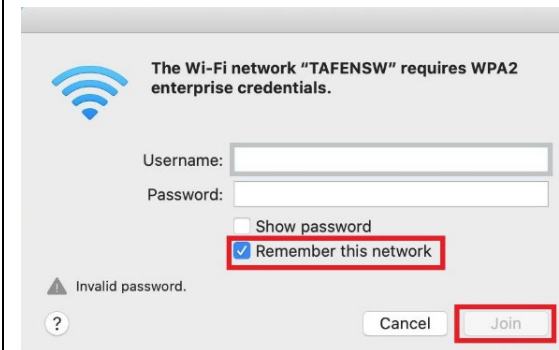 The Wi-Fi network “TAFENSW” requires WPA2
enterprise credentials.
Username:
Password:
Show password
Remember this network
Invalid password.
?
Cancel
Join